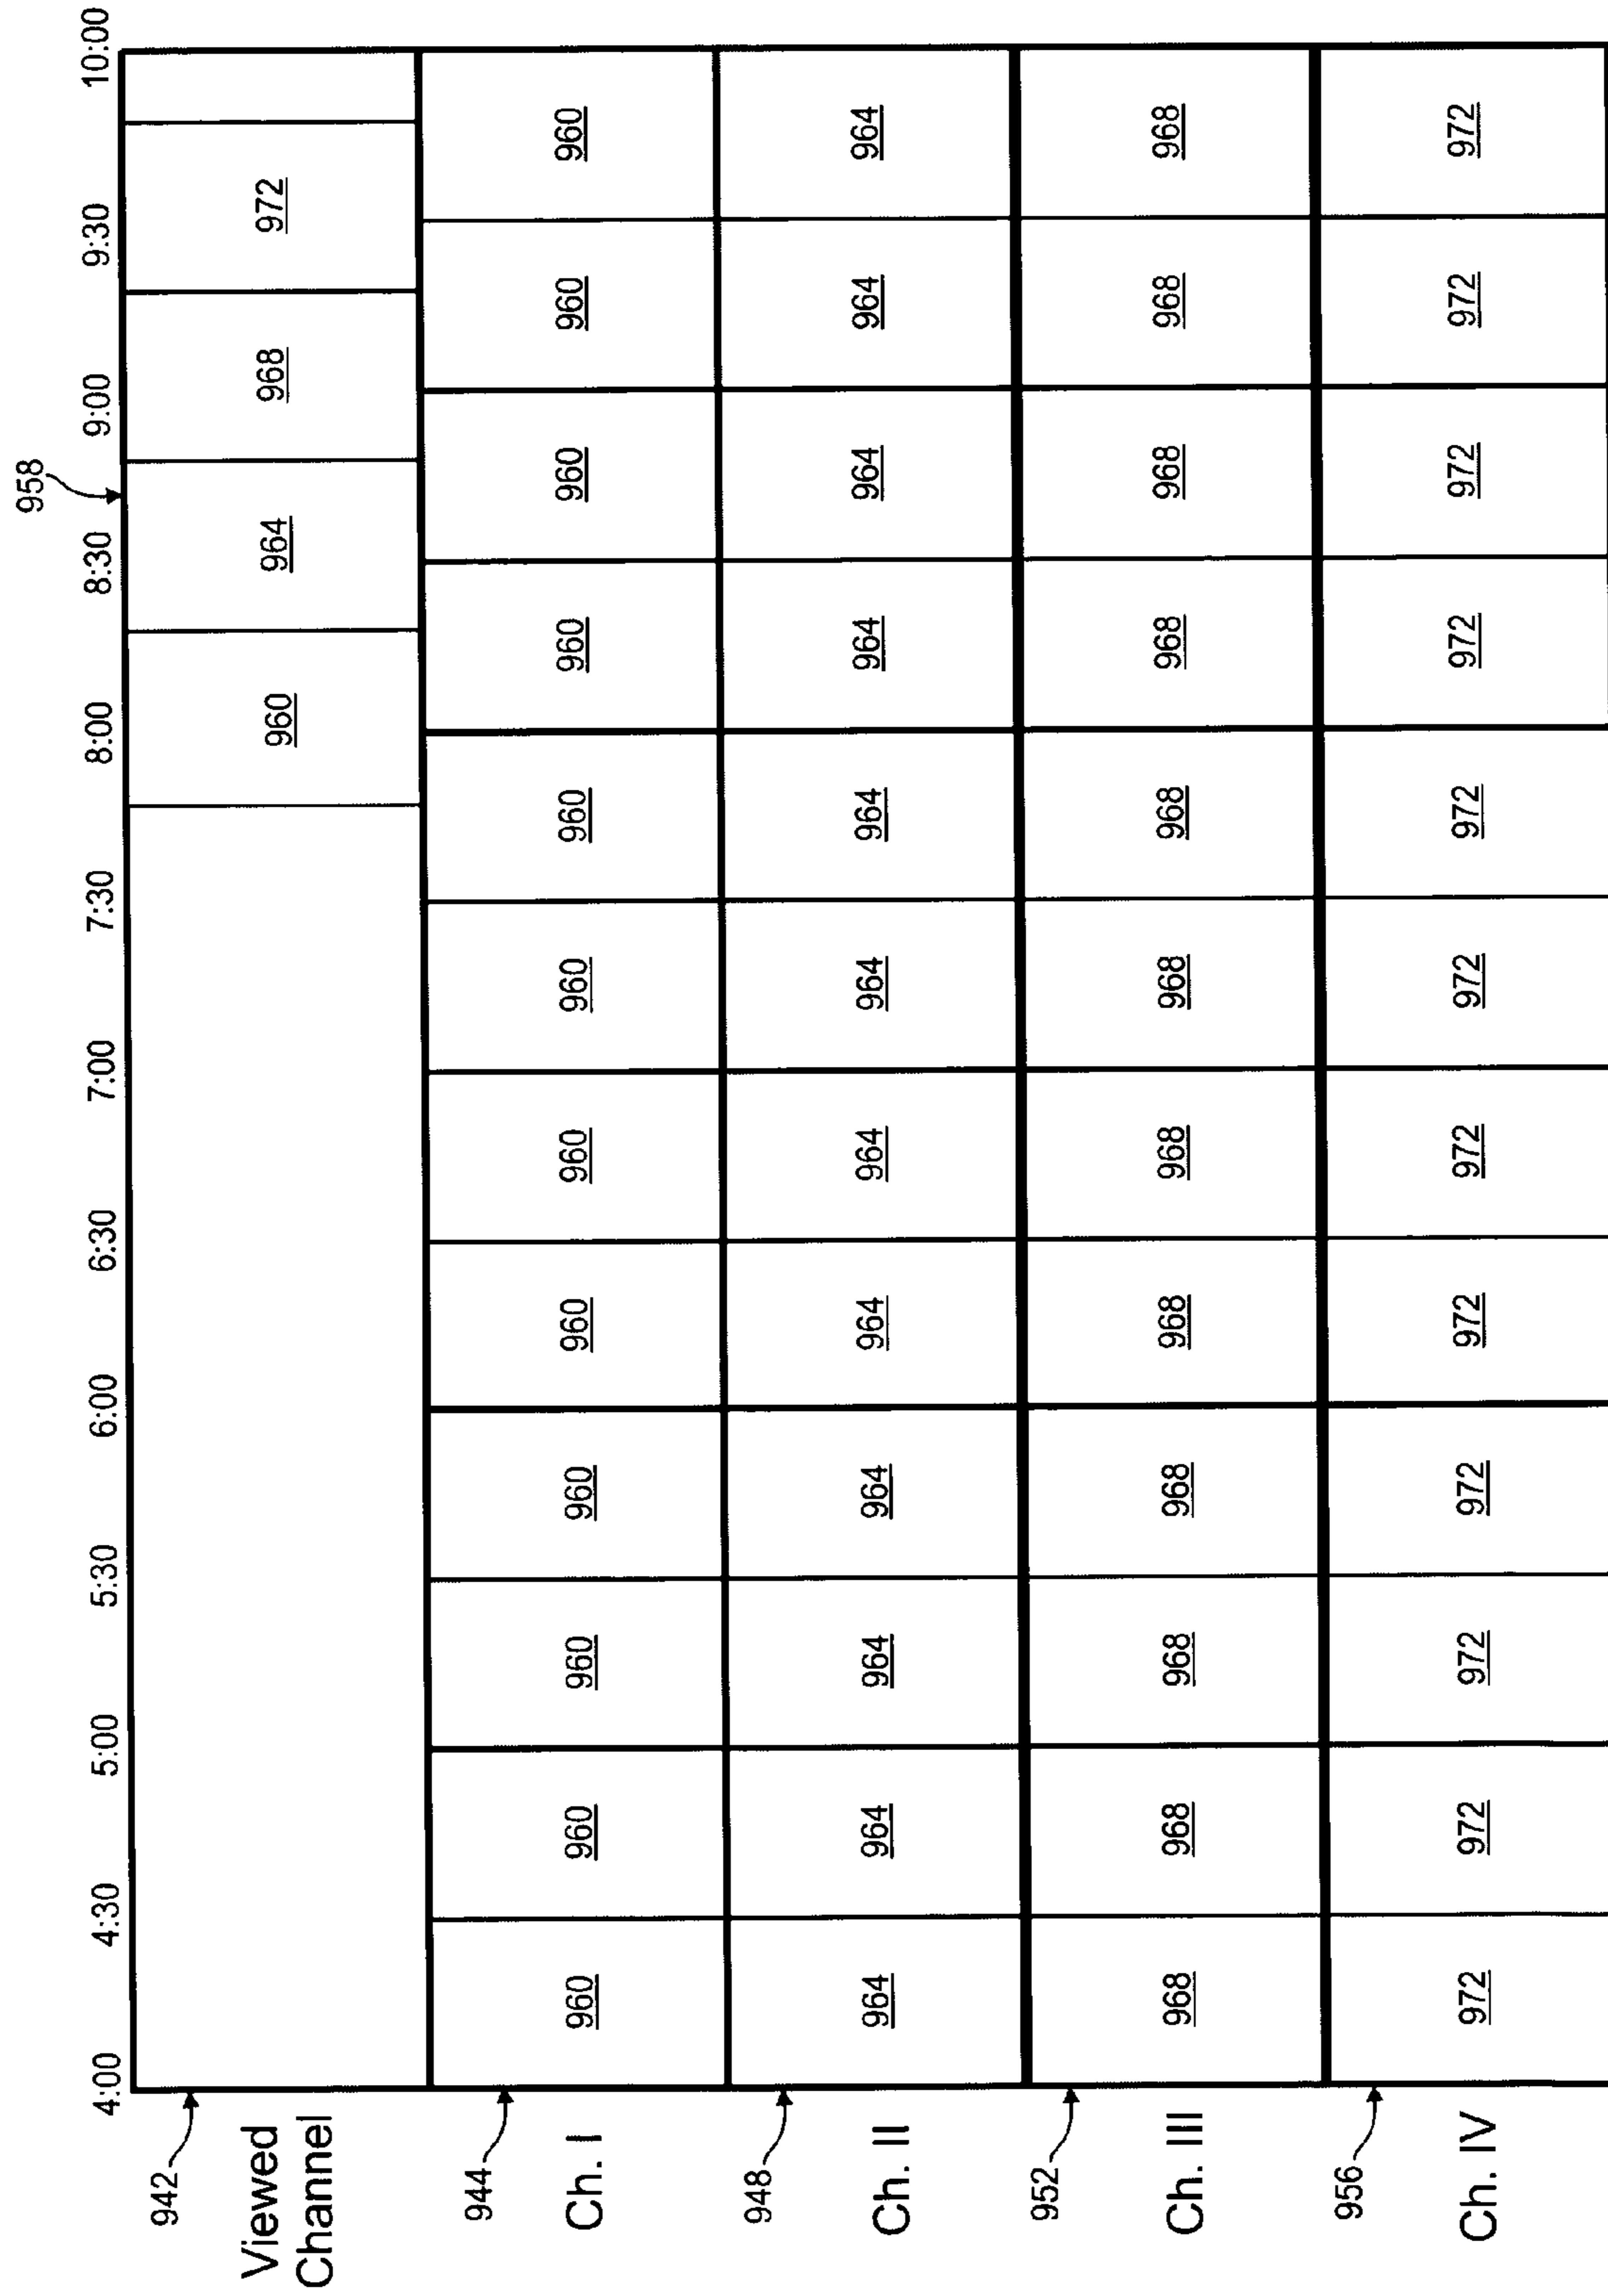 958
4:00 4:30 5:00 5:30 6:00 6:30 7:00 7:30 8:00 8:30 9:00 9:30 10:00
942
Viewed
Channel
960 964 968 972
944
Ch. I
960 960 960 960 960 960 960 960 960 960 960 960
948
Ch. II
964 964 964 964 964 964 964 964 964 964 964 964
952
Ch. III
968 968 968 968 968 968 968 968 968 968 968 968
956
Ch. IV
972 972 972 972 972 972 972 972 972 972 972 972